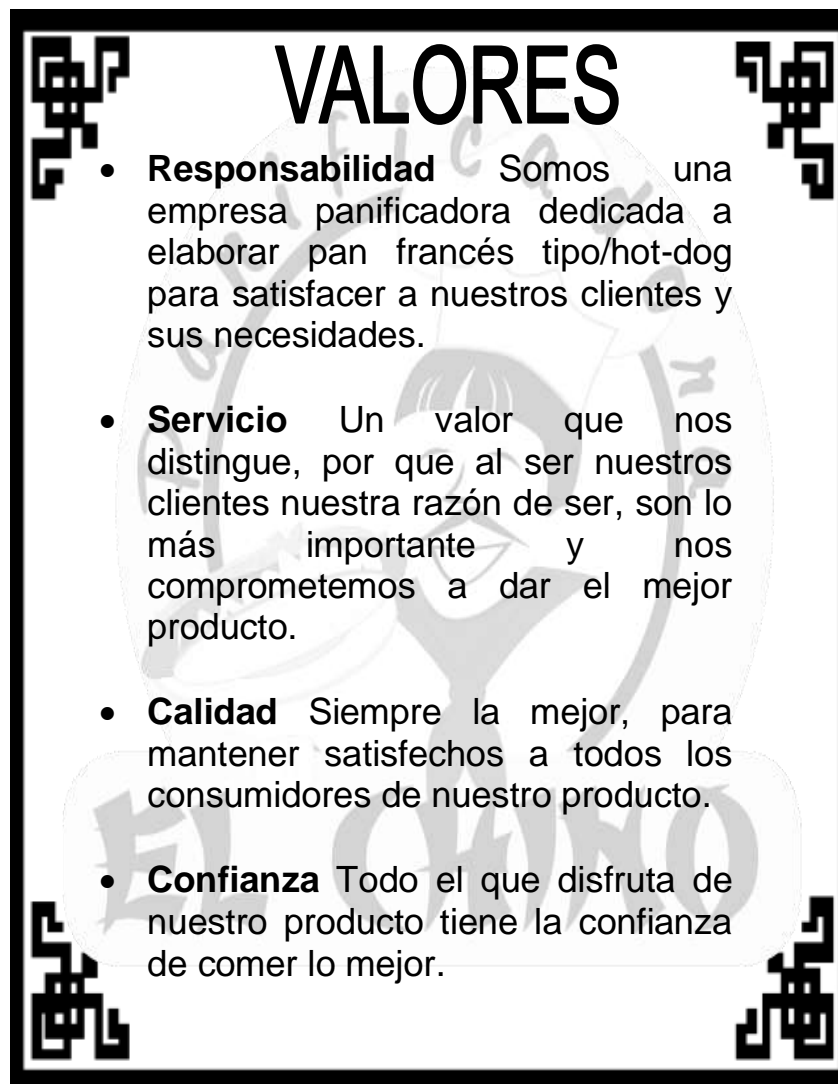 VALORES
Panificadora
• Responsabilidad Somos una
empresa panificadora dedicada a
elaborar pan francés tipo/hot-dog
para satisfacer a nuestros clientes y
sus necesidades.
• Servicio Un valor que nos
distingue, por que al ser nuestros
clientes nuestra razón de ser, son lo
más importante y nos
comprometemos a dar el mejor
producto.
• Calidad Siempre la mejor, para
mantener satisfechos a todos los
consumidores de nuestro producto.
EL CHINO
• Confianza Todo el que disfruta de
nuestro producto tiene la confianza
de comer lo mejor.